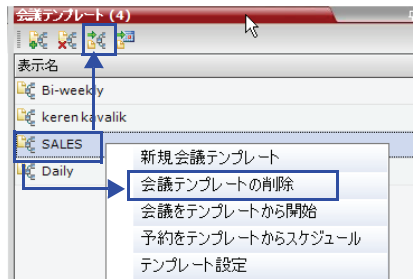 会議テンプレート (4)
表示名
Bi-weekly
keren kavalik
SALES
Daily
新規会議テンプレート
会議テンプレートの削除
会議をテンプレートから開始
予約をテンプレートからスケジュール
テンプレート設定